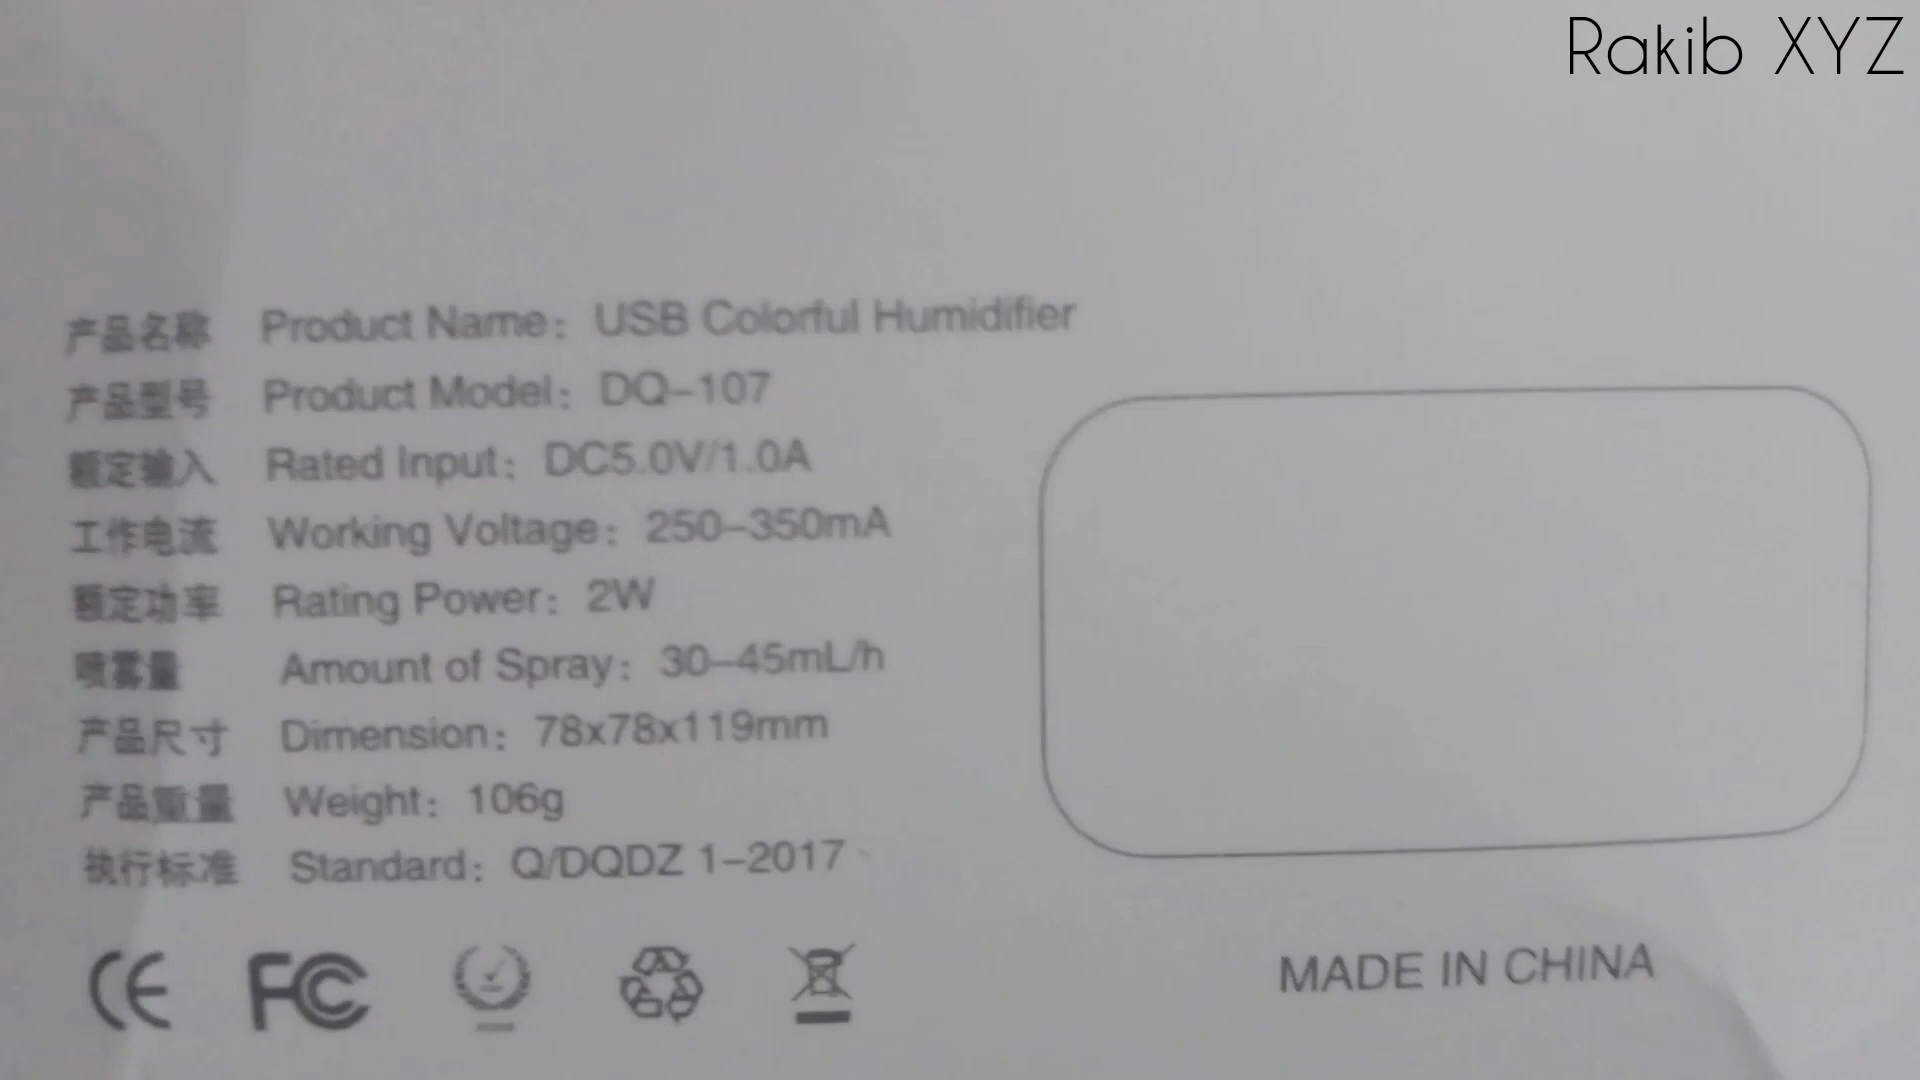 Rakib XYZ
产品名称 Product Name: USB Colorful Humidifier
产品型号 Product Model: DQ-107
额定输入 Rated Input: DC5.0V/1.0A
工作电流 Working Voltage: 250-350mA
额定功率 Rating Power: 2W
喷雾量 Amount of Spray: 30-45mL/h
产品尺寸 Dimension: 78x78x119mm
产品重量 Weight: 106g
执行标准 Standard: Q/DQDZ 1-2017
CE FC
MADE IN CHINA